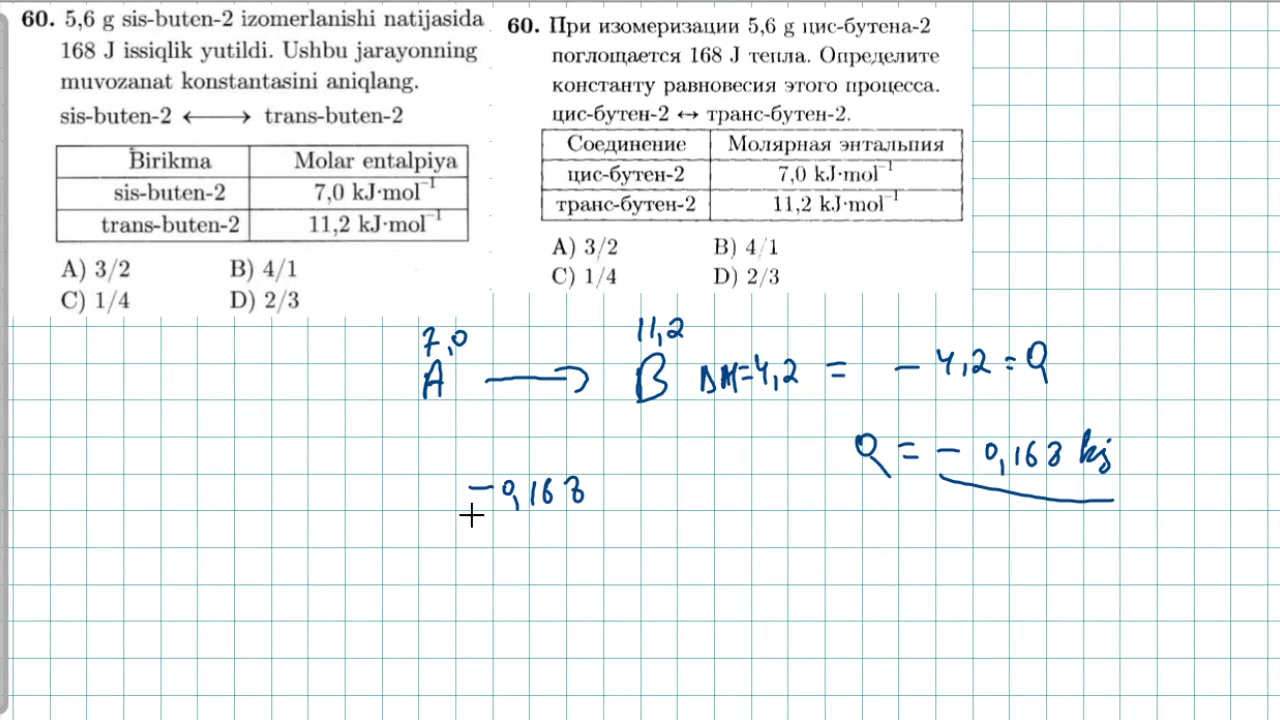 60. 5,6 g sis-buten-2 izomerlanishi natijasida
168 J issiqlik yutildi. Ushbu jarayonning
muvozanat konstantasini aniqlang.
sis-buten-2 ⟷ trans-buten-2
Birikma Molar entalpiya
sis-buten-2 7,0 kJ·mol⁻¹
trans-buten-2 11,2 kJ·mol⁻¹
A) 3/2 B) 4/1
C) 1/4 D) 2/3
60. При изомеризации 5,6 g цис-бутена-2
поглощается 168 J тепла. Определите
константу равновесия этого процесса.
цис-бутен-2 ↔ транс-бутен-2.
Соединение Молярная энтальпия
цис-бутен-2 7,0 kJ·mol⁻¹
транс-бутен-2 11,2 kJ·mol⁻¹
A) 3/2 B) 4/1
C) 1/4 D) 2/3
7,0 11,2
A → B ΔH=4,2 = - 4,2 = Q
Q = - 0,168 kj
- 0,168